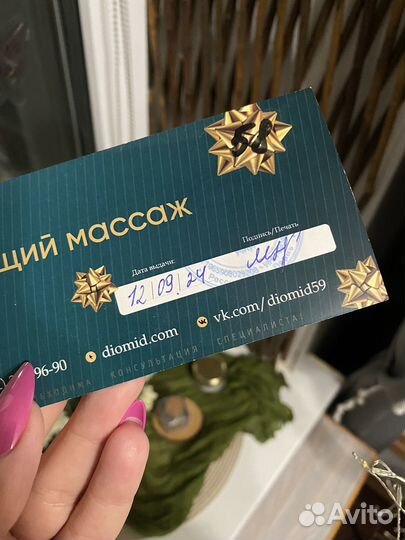 58
щий массаж
Дата выдачи:
Подпись/Печать
12 | 09 | 24
96-90
diomid.com
vk.com/diomid59
ХОДИМА КОНСУЛЬТАЦИЯ СПЕЦИАЛИСТА!
Avito